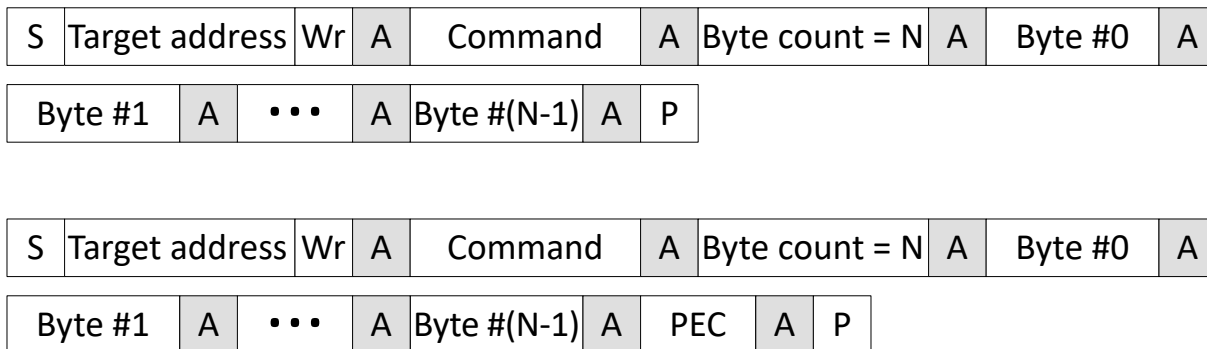 S Target address Wr A Command A Byte count = N A Byte #0 A
Byte #1 A ••• A Byte #(N-1) A P
S Target address Wr A Command A Byte count = N A Byte #0 A
Byte #1 A ••• A Byte #(N-1) A PEC A P